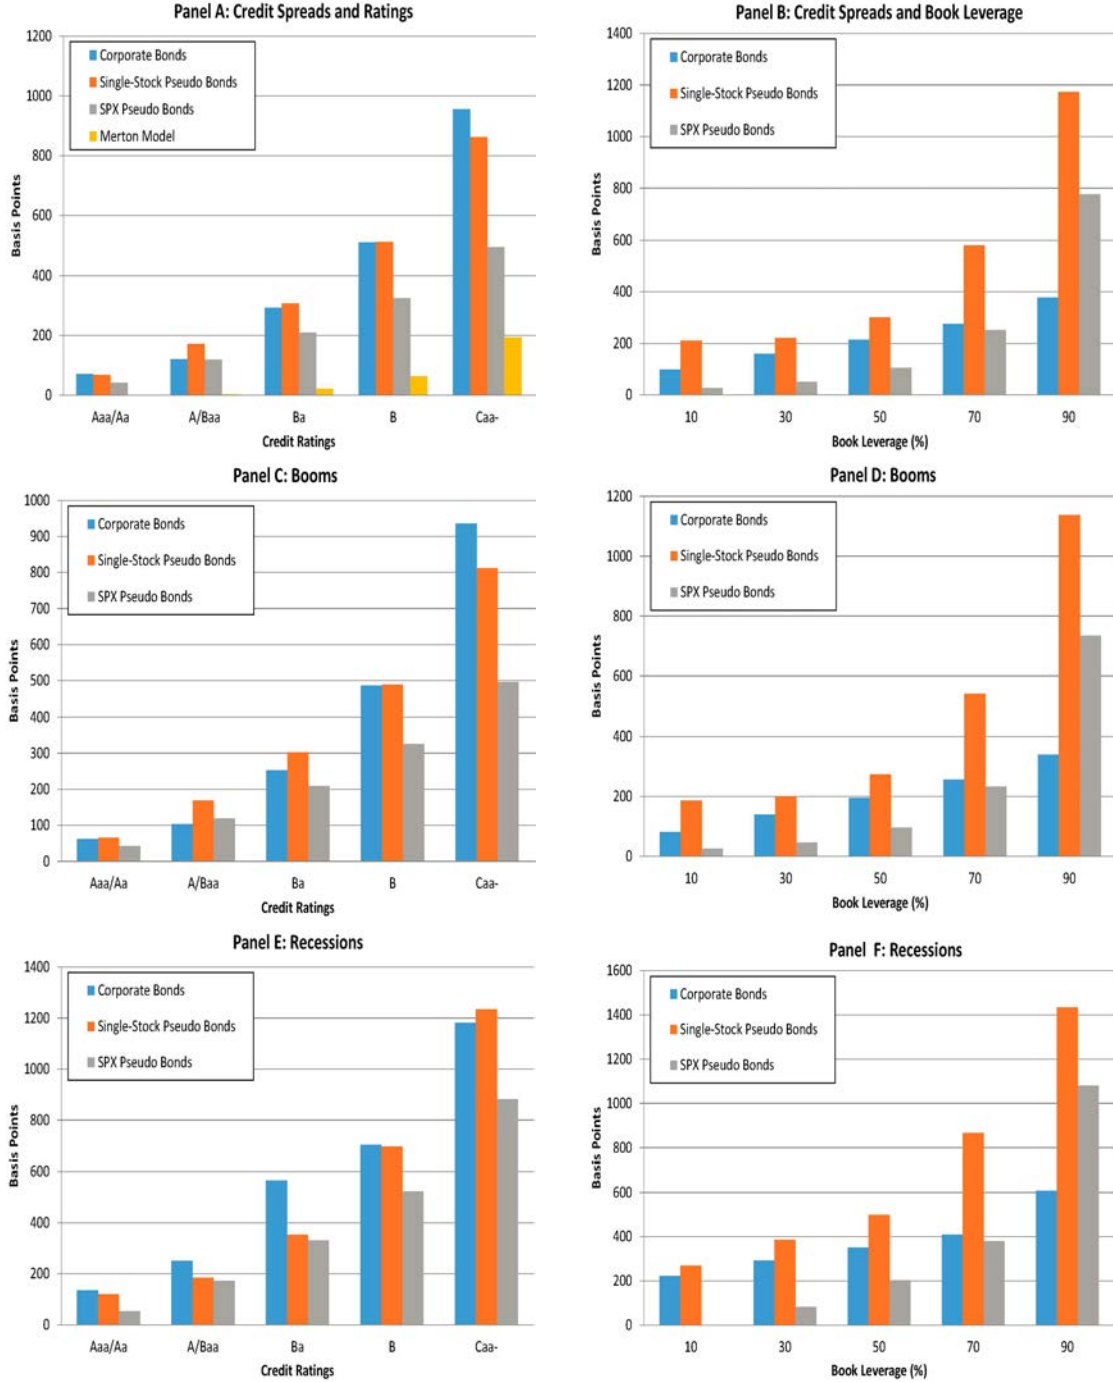 Panel A: Credit Spreads and Ratings
1200
1000
800
600
400
200
0
Basis Points
Corporate Bonds
Single-Stock Pseudo Bonds
SPX Pseudo Bonds
Merton Model
Aaa/Aa A/Baa Ba B Caa-
Credit Ratings
Panel B: Credit Spreads and Book Leverage
1400
1200
1000
800
600
400
200
0
Basis Points
Corporate Bonds
Single-Stock Pseudo Bonds
SPX Pseudo Bonds
10 30 50 70 90
Book Leverage (%)
Panel C: Booms
1000
900
800
700
600
500
400
300
200
100
0
Basis Points
Corporate Bonds
Single-Stock Pseudo Bonds
SPX Pseudo Bonds
Aaa/Aa A/Baa Ba B Caa-
Credit Ratings
Panel D: Booms
1200
1000
800
600
400
200
0
Basis Points
Corporate Bonds
Single-Stock Pseudo Bonds
SPX Pseudo Bonds
10 30 50 70 90
Book Leverage (%)
Panel E: Recessions
1400
1200
1000
800
600
400
200
0
Basis Points
Corporate Bonds
Single-Stock Pseudo Bonds
SPX Pseudo Bonds
Aaa/Aa A/Baa Ba B Caa-
Credit Ratings
Panel F: Recessions
1600
1400
1200
1000
800
600
400
200
0
Basis Points
Corporate Bonds
Single-Stock Pseudo Bonds
SPX Pseudo Bonds
10 30 50 70 90
Book Leverage (%)